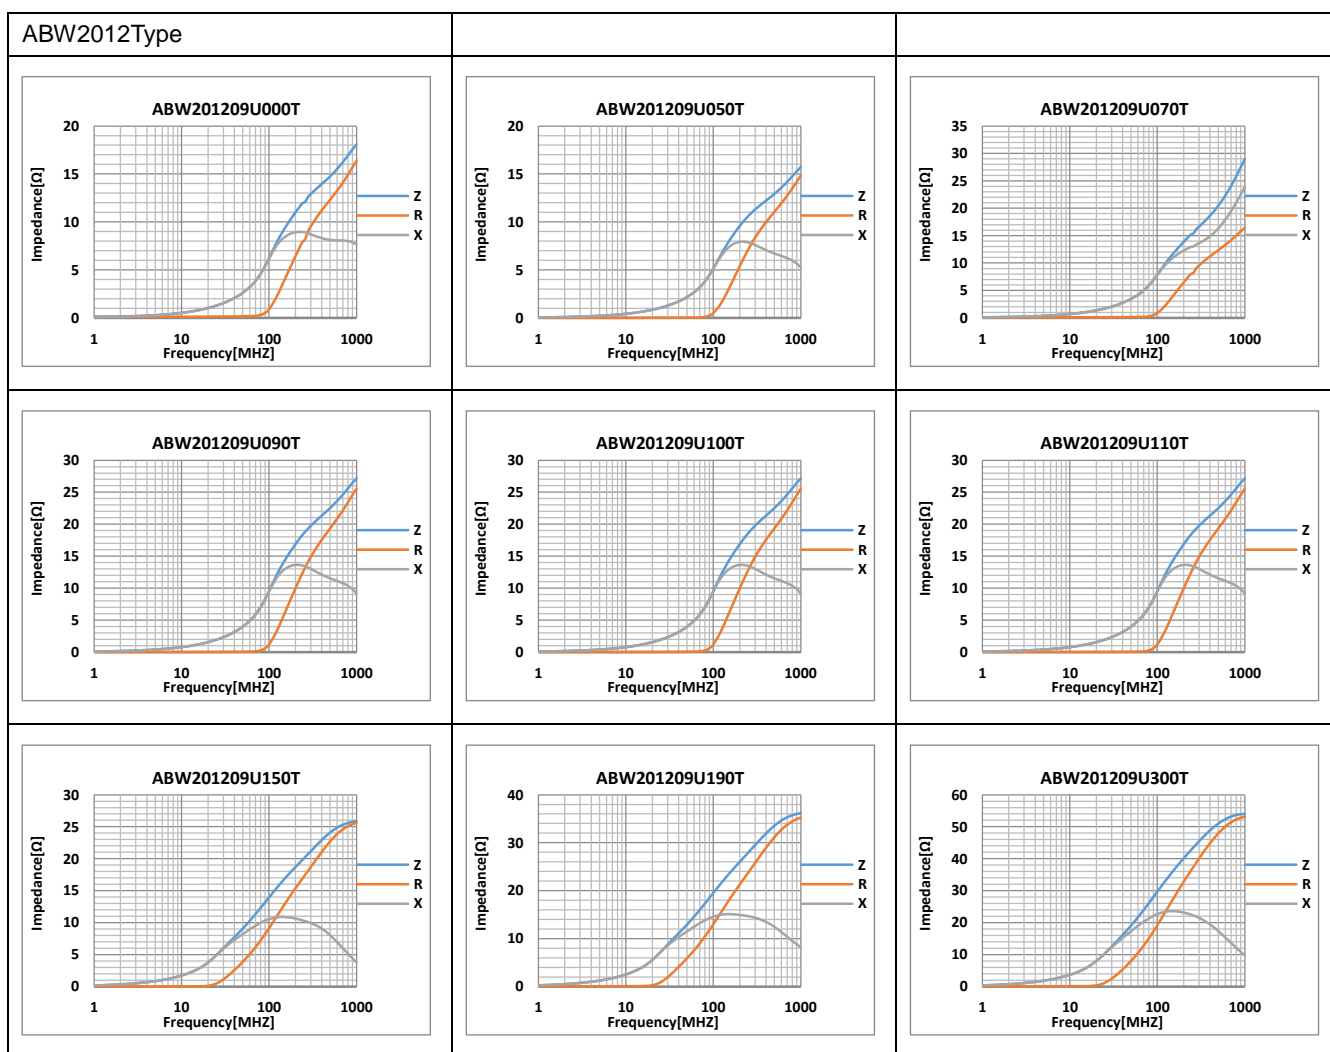 ABW2012Type
ABW201209U000T
20
15
10
5
0
Impedance[Ω]
1 10 100 1000
Frequency[MHZ]
Z
R
X
ABW201209U050T
20
15
10
5
0
Impedance[Ω]
1 10 100 1000
Frequency[MHZ]
Z
R
X
ABW201209U070T
35
30
25
20
15
10
5
0
Impedance[Ω]
1 10 100 1000
Frequency[MHZ]
Z
R
X
ABW201209U090T
30
25
20
15
10
5
0
Impedance[Ω]
1 10 100 1000
Frequency[MHZ]
Z
R
X
ABW201209U100T
30
25
20
15
10
5
0
Impedance[Ω]
1 10 100 1000
Frequency[MHZ]
Z
R
X
ABW201209U110T
30
25
20
15
10
5
0
Impedance[Ω]
1 10 100 1000
Frequency[MHZ]
Z
R
X
ABW201209U150T
30
25
20
15
10
5
0
Impedance[Ω]
1 10 100 1000
Frequency[MHZ]
Z
R
X
ABW201209U190T
40
30
20
10
0
Impedance[Ω]
1 10 100 1000
Frequency[MHZ]
Z
R
X
ABW201209U300T
60
50
40
30
20
10
0
Impedance[Ω]
1 10 100 1000
Frequency[MHZ]
Z
R
X